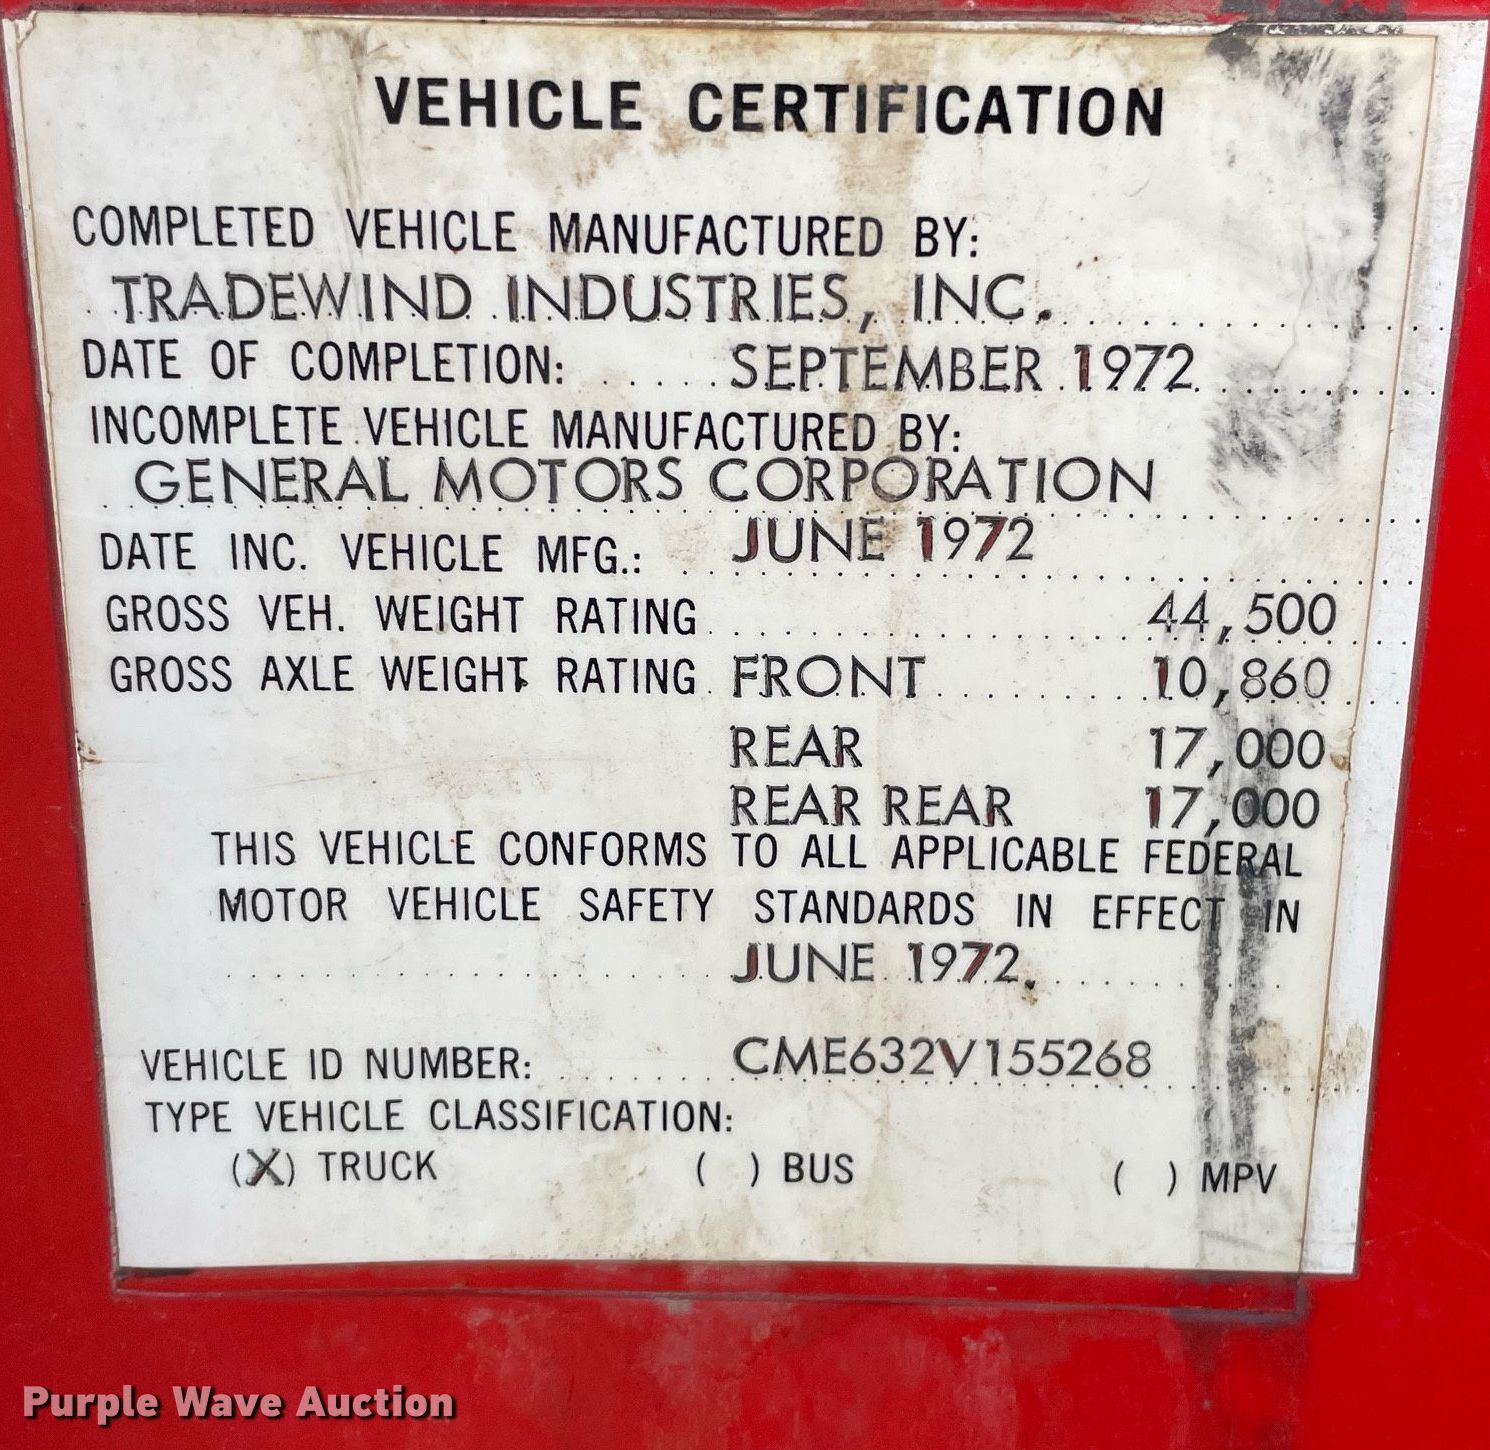 VEHICLE CERTIFICATION
COMPLETED VEHICLE MANUFACTURED BY:
TRADEWIND INDUSTRIES, INC.
DATE OF COMPLETION: SEPTEMBER 1972
INCOMPLETE VEHICLE MANUFACTURED BY:
GENERAL MOTORS CORPORATION
DATE INC. VEHICLE MFG.: JUNE 1972
GROSS VEH. WEIGHT RATING 44,500
GROSS AXLE WEIGHT RATING FRONT 10,860
REAR 17,000
REAR REAR 17,000
THIS VEHICLE CONFORMS TO ALL APPLICABLE FEDERAL
MOTOR VEHICLE SAFETY STANDARDS IN EFFECT IN
JUNE 1972.
VEHICLE ID NUMBER: CME632V155268
TYPE VEHICLE CLASSIFICATION:
(X) TRUCK ( ) BUS ( ) MPV
Purple Wave Auction